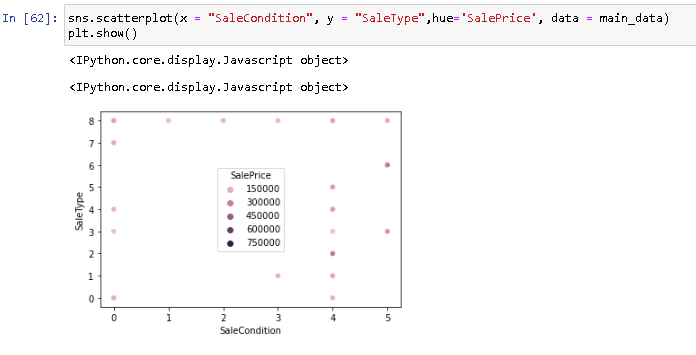 In [62]: sns.scatterplot(x = "SaleCondition", y = "SaleType",hue='SalePrice', data = main_data)
plt.show()
<IPython.core.display.Javascript object>
<IPython.core.display.Javascript object>
8
7
6
5
4
3
2
1
0
SaleType
SalePrice
150000
300000
450000
600000
750000
0 1 2 3 4 5
SaleCondition